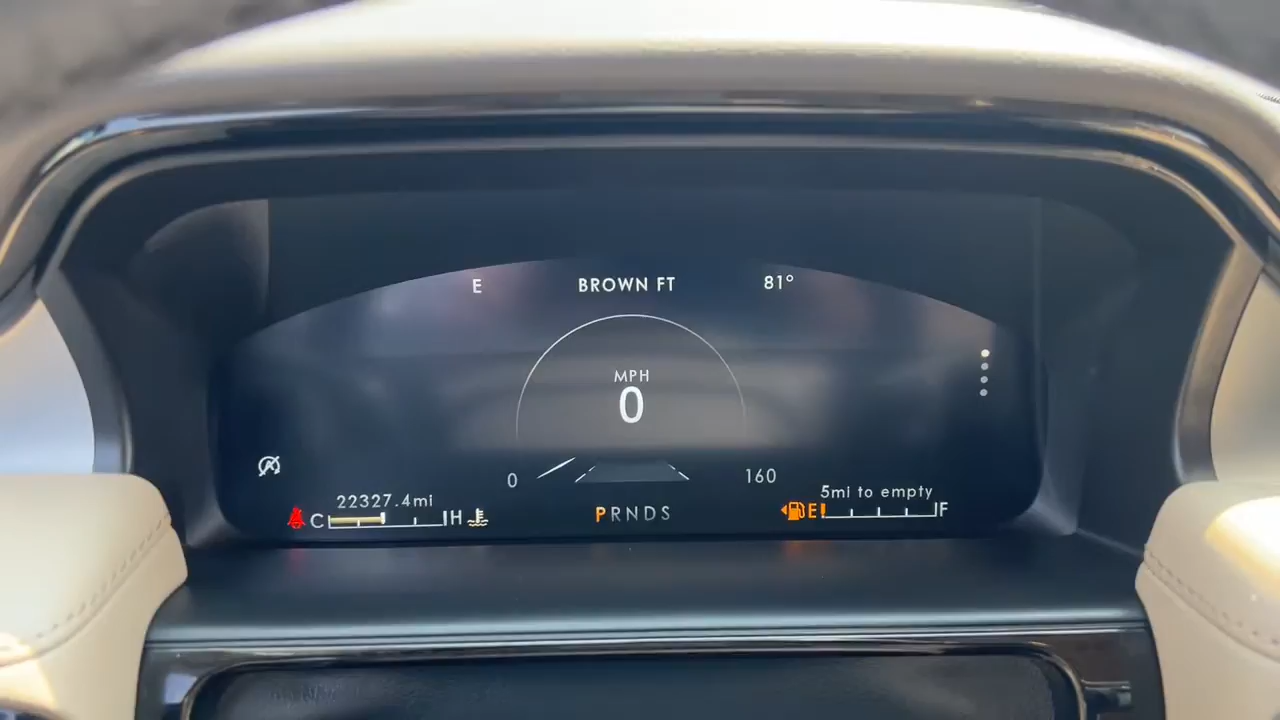 E BROWN FT 81°
MPH
0
0 160
22327.4mi 5mi to empty
C H PRNDS E F